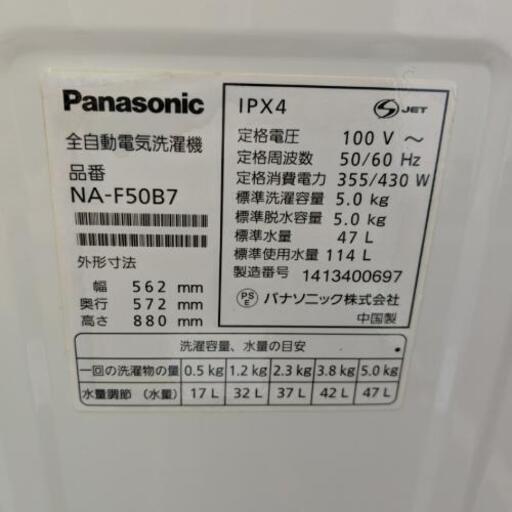 Panasonic
全自動電気洗濯機
品番
NA-F50B7
外形寸法
幅 562 mm
奥行 572 mm
高さ 880 mm
IPX4
S JET
定格電圧 100 V ～
定格周波数 50/60 Hz
定格消費電力 355/430 W
標準洗濯容量 5.0 kg
標準脱水容量 5.0 kg
標準水量 47 L
標準使用水量 114 L
製造番号 1413400697
PS E パナソニック株式会社
中国製
洗濯容量、水量の目安
一回の洗濯物の量 0.5 kg 1.2 kg 2.3 kg 3.8 kg 5.0 kg
水量調節 （水量） 17 L 32 L 37 L 42 L 47 L